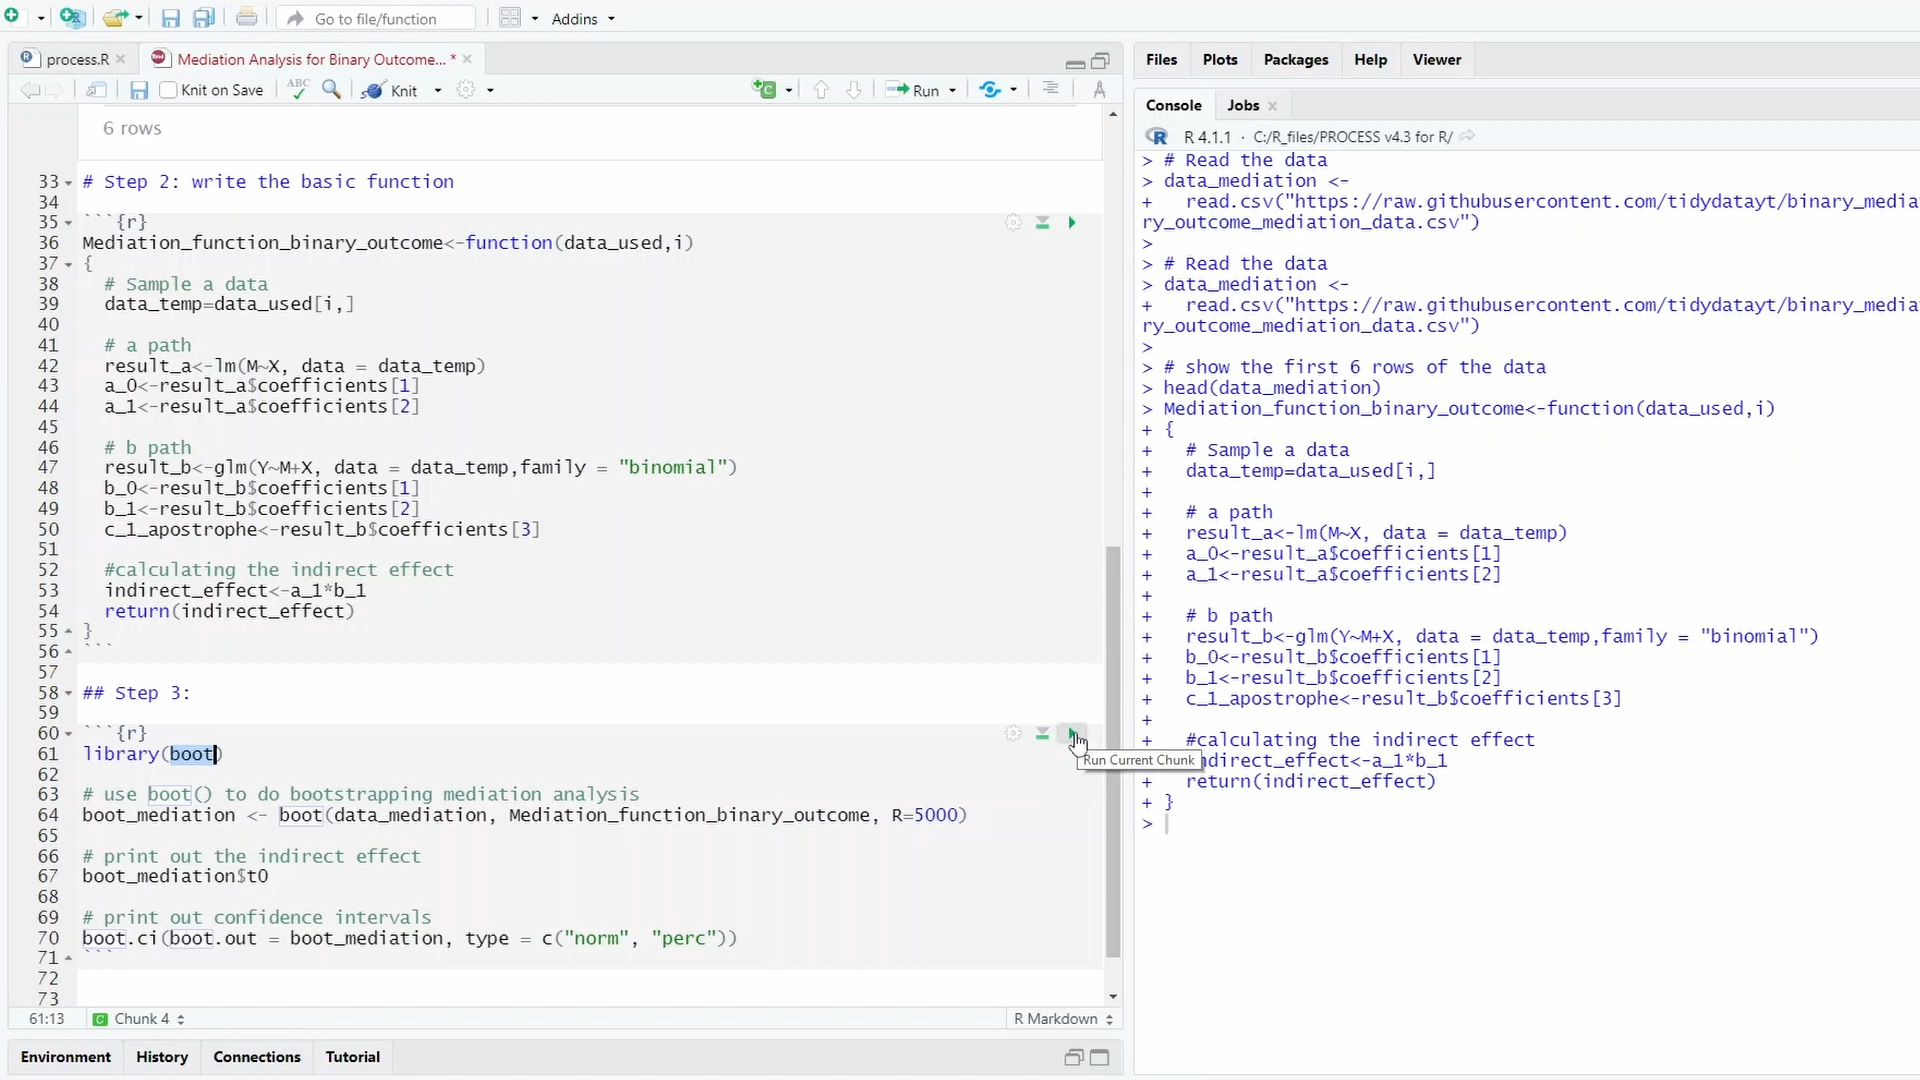 Go to file/function
Addins
process.R
Mediation Analysis for Binary Outcome... *
Knit on Save
ABC
Knit
Run
6 rows
33 # Step 2: write the basic function
34
35 ```{r}
36 Mediation_function_binary_outcome<-function(data_used,i)
37 {
38 # Sample a data
39 data_temp=data_used[i,]
40
41 # a path
42 result_a<-lm(M~X, data = data_temp)
43 a_0<-result_a$coefficients[1]
44 a_1<-result_a$coefficients[2]
45
46 # b path
47 result_b<-glm(Y~M+X, data = data_temp,family = "binomial")
48 b_0<-result_b$coefficients[1]
49 b_1<-result_b$coefficients[2]
50 c_1_apostrophe<-result_b$coefficients[3]
51
52 #calculating the indirect effect
53 indirect_effect<-a_1*b_1
54 return(indirect_effect)
55 }
56 ```
57
58 ## Step 3:
59
60 ```{r}
61 library(boot)
62
63 # use boot() to do bootstrapping mediation analysis
64 boot_mediation <- boot(data_mediation, Mediation_function_binary_outcome, R=5000)
65
66 # print out the indirect effect
67 boot_mediation$t0
68
69 # print out confidence intervals
70 boot.ci(boot.out = boot_mediation, type = c("norm", "perc"))
71 ```
72
73
61:13
Chunk 4
R Markdown
Environment
History
Connections
Tutorial
Files
Plots
Packages
Help
Viewer
Console
Jobs
R 4.1.1 · C:/R_files/PROCESS v4.3 for R/
> # Read the data
> data_mediation <-
+ read.csv("https://raw.githubusercontent.com/tidydatayt/binary_media
ry_outcome_mediation_data.csv")
>
> # Read the data
> data_mediation <-
+ read.csv("https://raw.githubusercontent.com/tidydatayt/binary_media
ry_outcome_mediation_data.csv")
>
> # show the first 6 rows of the data
> head(data_mediation)
> Mediation_function_binary_outcome<-function(data_used,i)
+ {
+ # Sample a data
+ data_temp=data_used[i,]
+
+ # a path
+ result_a<-lm(M~X, data = data_temp)
+ a_0<-result_a$coefficients[1]
+ a_1<-result_a$coefficients[2]
+
+ # b path
+ result_b<-glm(Y~M+X, data = data_temp,family = "binomial")
+ b_0<-result_b$coefficients[1]
+ b_1<-result_b$coefficients[2]
+ c_1_apostrophe<-result_b$coefficients[3]
+
+ #calculating the indirect effect
Run Current Chunk
ndirect_effect<-a_1*b_1
+ return(indirect_effect)
+ }
>